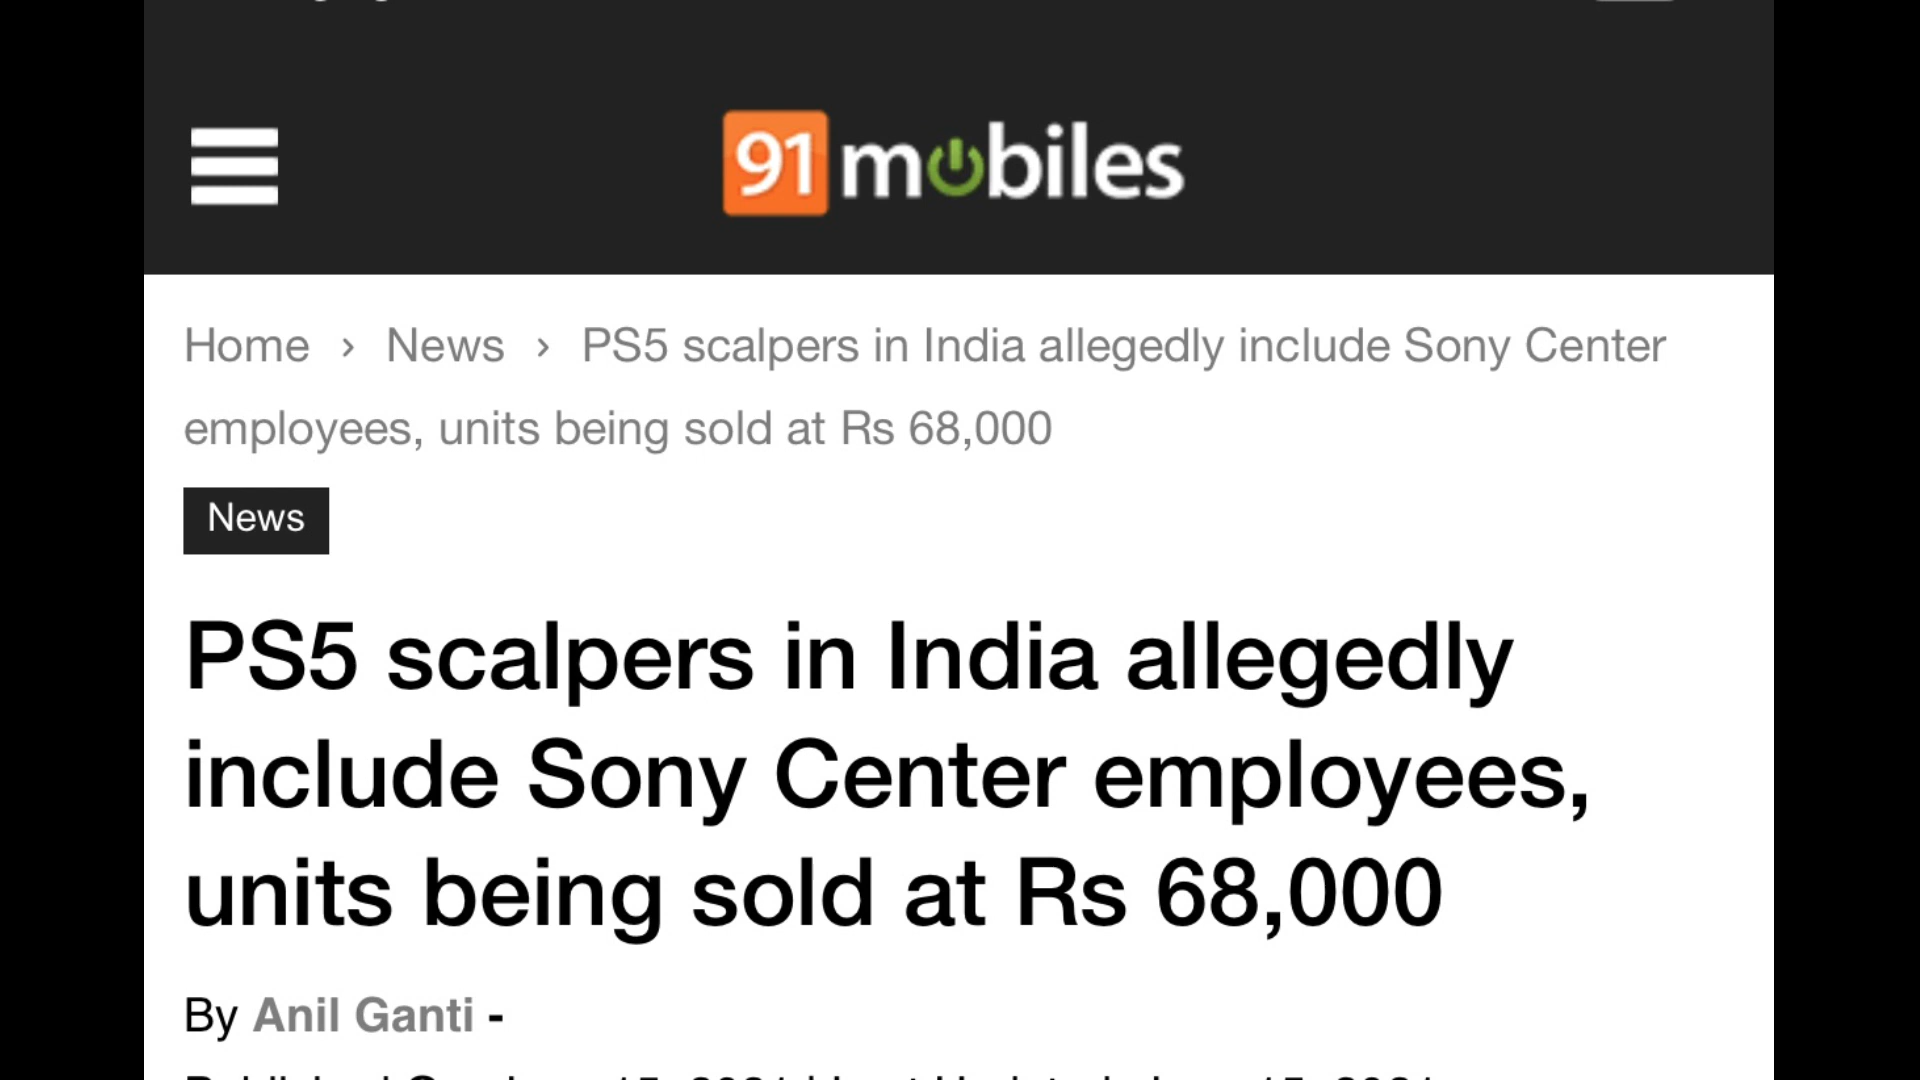 91mobiles
Home › News › PS5 scalpers in India allegedly include Sony Center
employees, units being sold at Rs 68,000
News
PS5 scalpers in India allegedly
include Sony Center employees,
units being sold at Rs 68,000
By Anil Ganti -